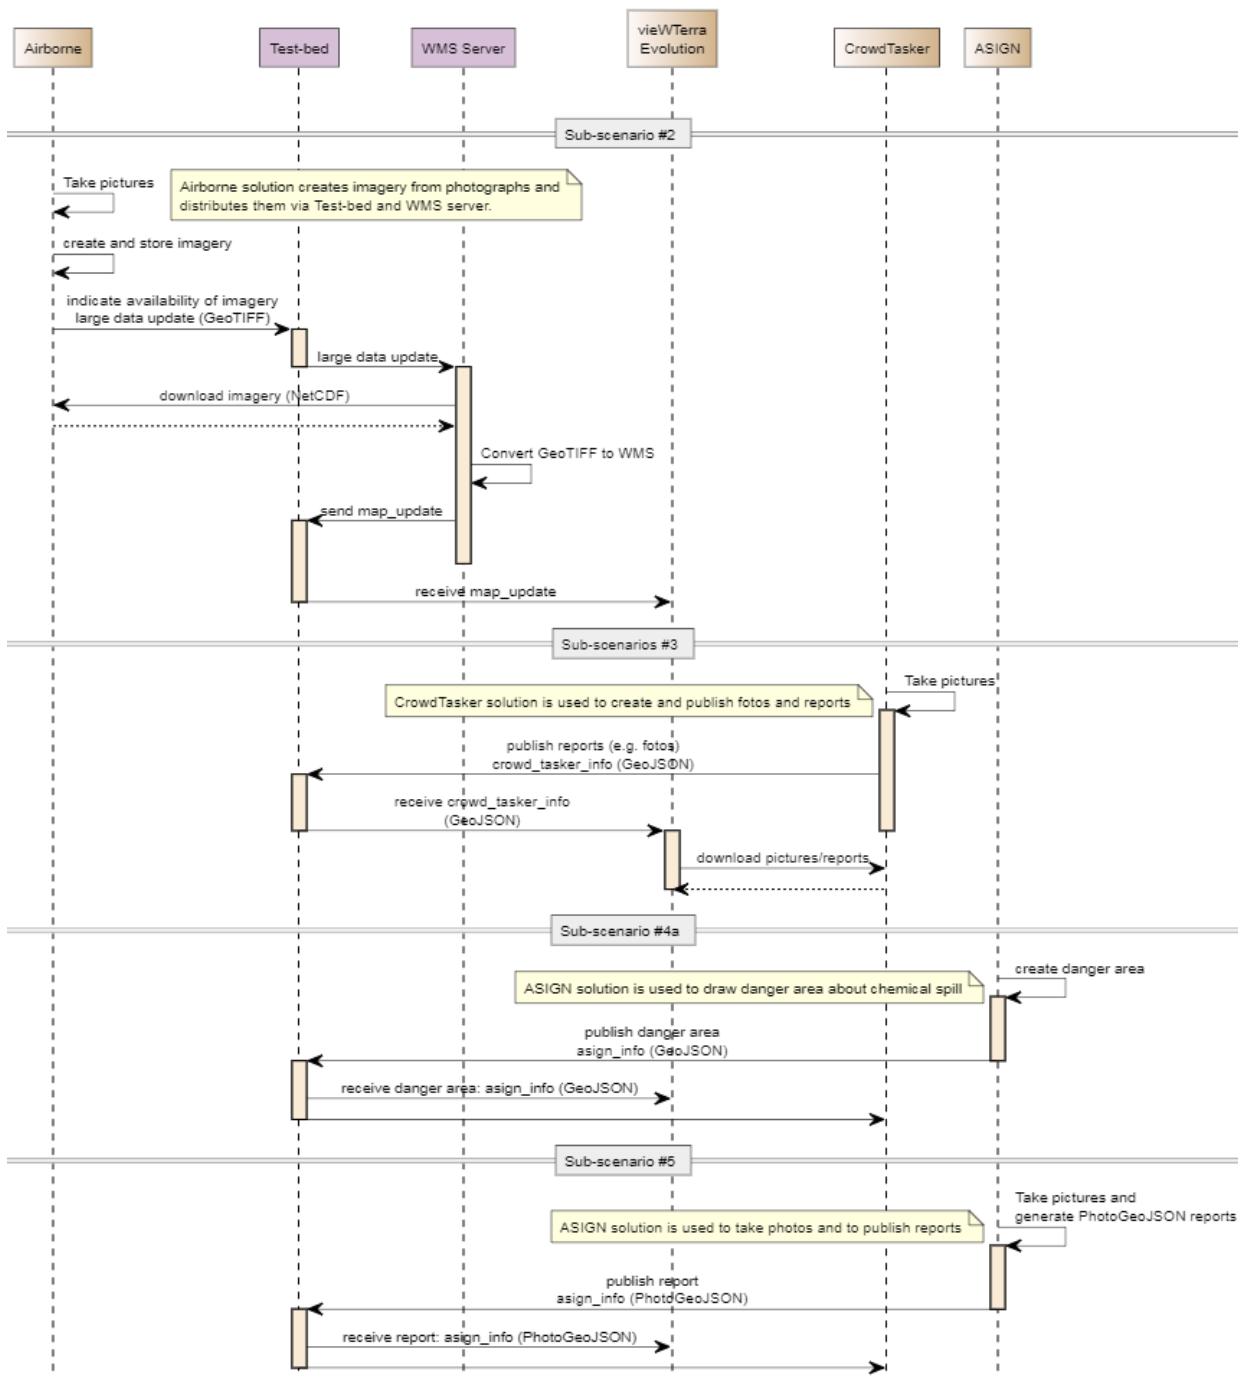 Airborne
Test-bed
WMS Server
vieWTerra
Evolution
CrowdTasker
ASIGN
Sub-scenario #2
Take pictures
Airborne solution creates imagery from photographs and
distributes them via Test-bed and WMS server.
create and store imagery
indicate availability of imagery
large data update (GeoTIFF)
large data update
download imagery (NetCDF)
Convert GeoTIFF to WMS
send map_update
receive map_update
Sub-scenarios #3
Take pictures
CrowdTasker solution is used to create and publish fotos and reports
publish reports (e.g. fotos)
crowd_tasker_info (GeoJSON)
receive crowd_tasker_info
(GeoJSON)
download pictures/reports
Sub-scenario #4a
create danger area
ASIGN solution is used to draw danger area about chemical spill
publish danger area
asign_info (GeoJSON)
receive danger area: asign_info (GeoJSON)
Sub-scenario #5
Take pictures and
generate PhotoGeoJSON reports
ASIGN solution is used to take photos and to publish reports
publish report
asign_info (PhotoGeoJSON)
receive report: asign_info (PhotoGeoJSON)